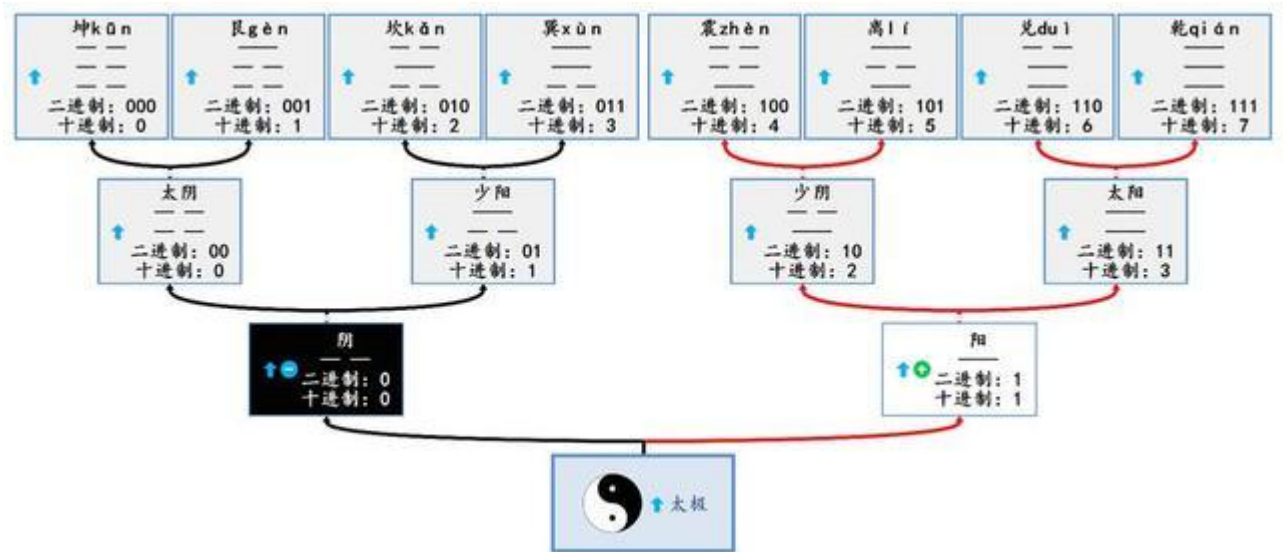 坤kūn
二进制：000
十进制：0
艮gèn
二进制：001
十进制：1
坎kǎn
二进制：010
十进制：2
巽xùn
二进制：011
十进制：3
震zhèn
二进制：100
十进制：4
离lí
二进制：101
十进制：5
兑duì
二进制：110
十进制：6
乾qián
二进制：111
十进制：7
太阴
二进制：00
十进制：0
少阳
二进制：01
十进制：1
少阴
二进制：10
十进制：2
太阳
二进制：11
十进制：3
阴
二进制：0
十进制：0
阳
二进制：1
十进制：1
太极